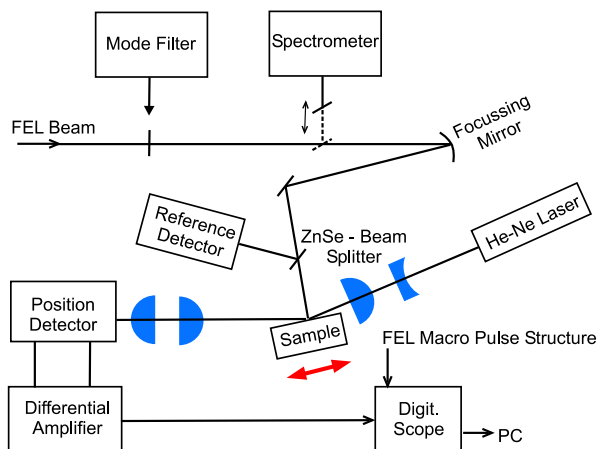 Mode Filter
Spectrometer
FEL Beam
Focussing
Mirror
Reference
Detector
ZnSe - Beam
Splitter
He-Ne Laser
Position
Detector
Sample
FEL Macro Pulse Structure
Differential
Amplifier
Digit.
Scope
PC